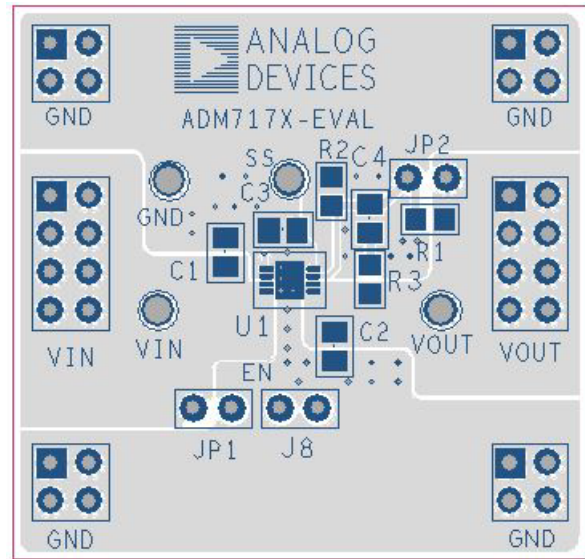 ANALOG
DEVICES
ADM717X-EVAL
GND
GND
JP2
R2
C4
SS
C3
GND
R1
C1
R3
U1
VIN
VIN
C2
VOUT
VOUT
EN
JP1
J8
GND
GND